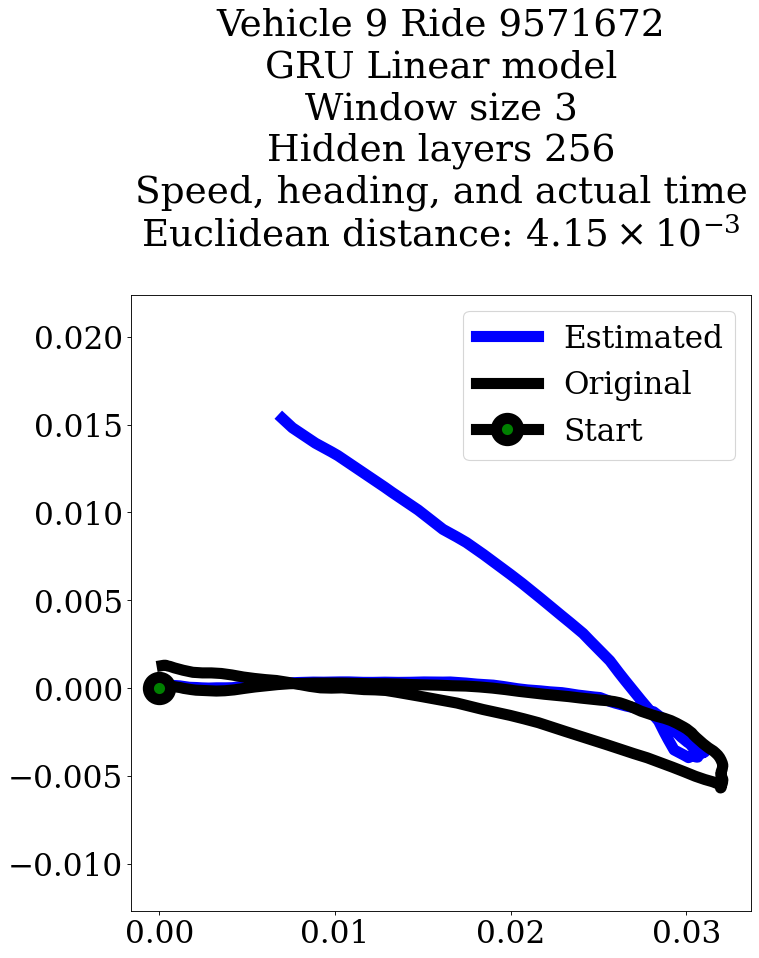 Vehicle 9 Ride 9571672
GRU Linear model
Window size 3
Hidden layers 256
Speed, heading, and actual time
Euclidean distance: 4.15 × 10⁻³
Estimated
Original
Start
0.020
0.015
0.010
0.005
0.000
−0.005
−0.010
0.00 0.01 0.02 0.03